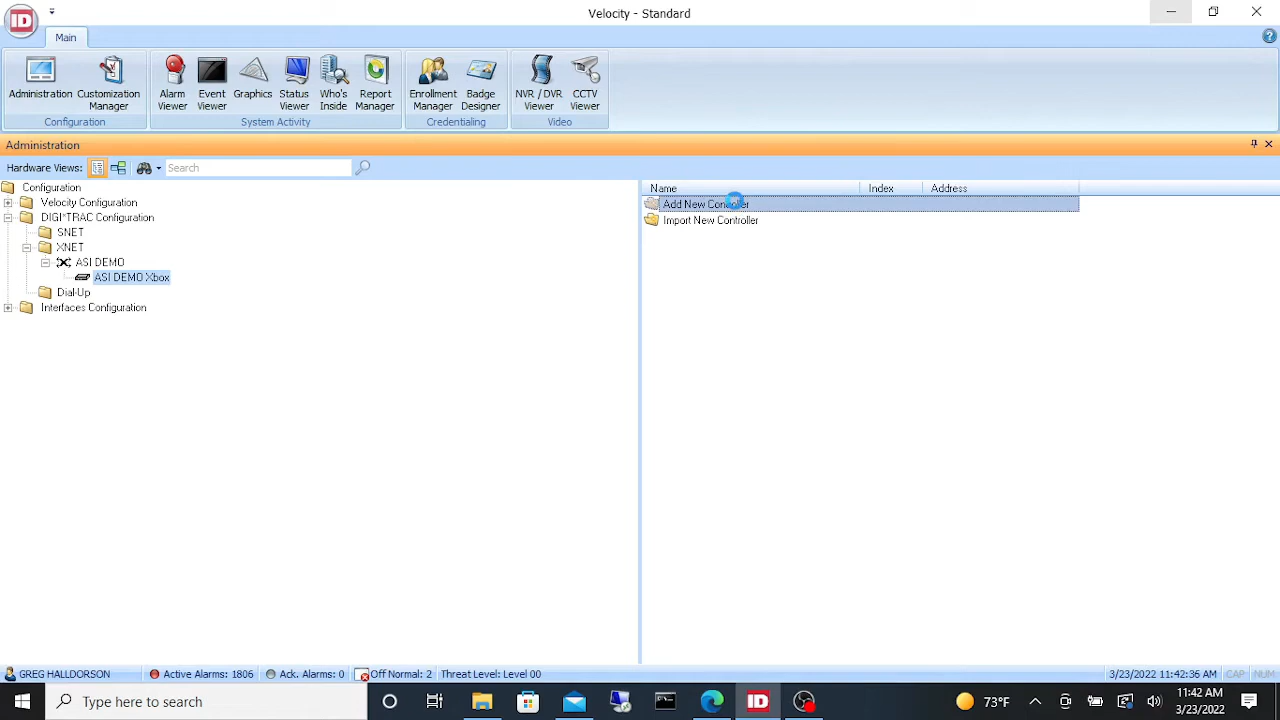 ID
Velocity - Standard
Main
Administration
Customization Manager
Configuration
Alarm Viewer
Event Viewer
Graphics
Status Viewer
Who's Inside
Report Manager
System Activity
Enrollment Manager
Badge Designer
Credentialing
NVR / DVR Viewer
CCTV Viewer
Video
Administration
Hardware Views:
Search
Configuration
Velocity Configuration
DIGI*TRAC Configuration
SNET
XNET
ASI DEMO
ASI DEMO Xbox
Dial-Up
Interfaces Configuration
Name Index Address
Add New Controller
Import New Controller
GREG HALLDORSON Active Alarms: 1806 Ack. Alarms: 0 Off Normal: 2 Threat Level: Level 00 3/23/2022 11:42:36 AM CAP NUM
Type here to search
ID
73°F
11:42 AM
3/23/2022